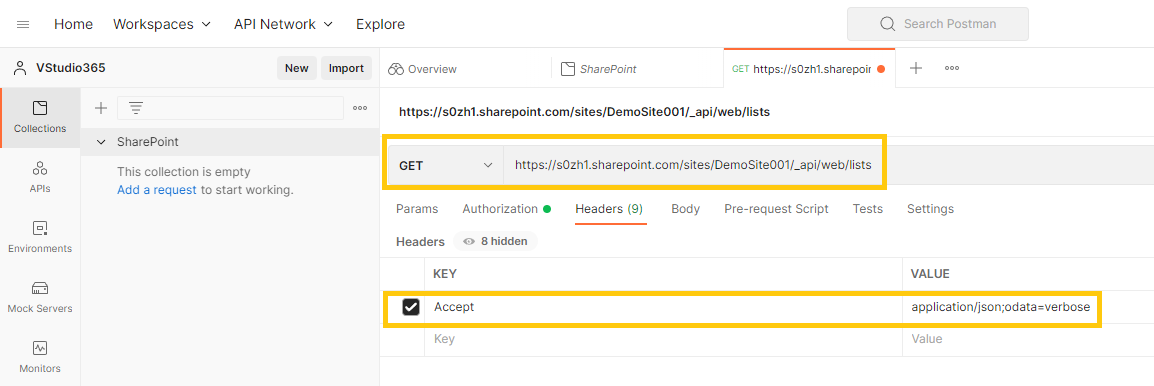 Home Workspaces API Network Explore Search Postman
VStudio365 New Import Overview SharePoint GET https://s0zh1.sharepoin
Collections
APIs
Environments
Mock Servers
Monitors
SharePoint
This collection is empty
Add a request to start working.
https://s0zh1.sharepoint.com/sites/DemoSite001/_api/web/lists
GET https://s0zh1.sharepoint.com/sites/DemoSite001/_api/web/lists
Params Authorization Headers (9) Body Pre-request Script Tests Settings
Headers 8 hidden
KEY VALUE
Accept application/json;odata=verbose
Key Value